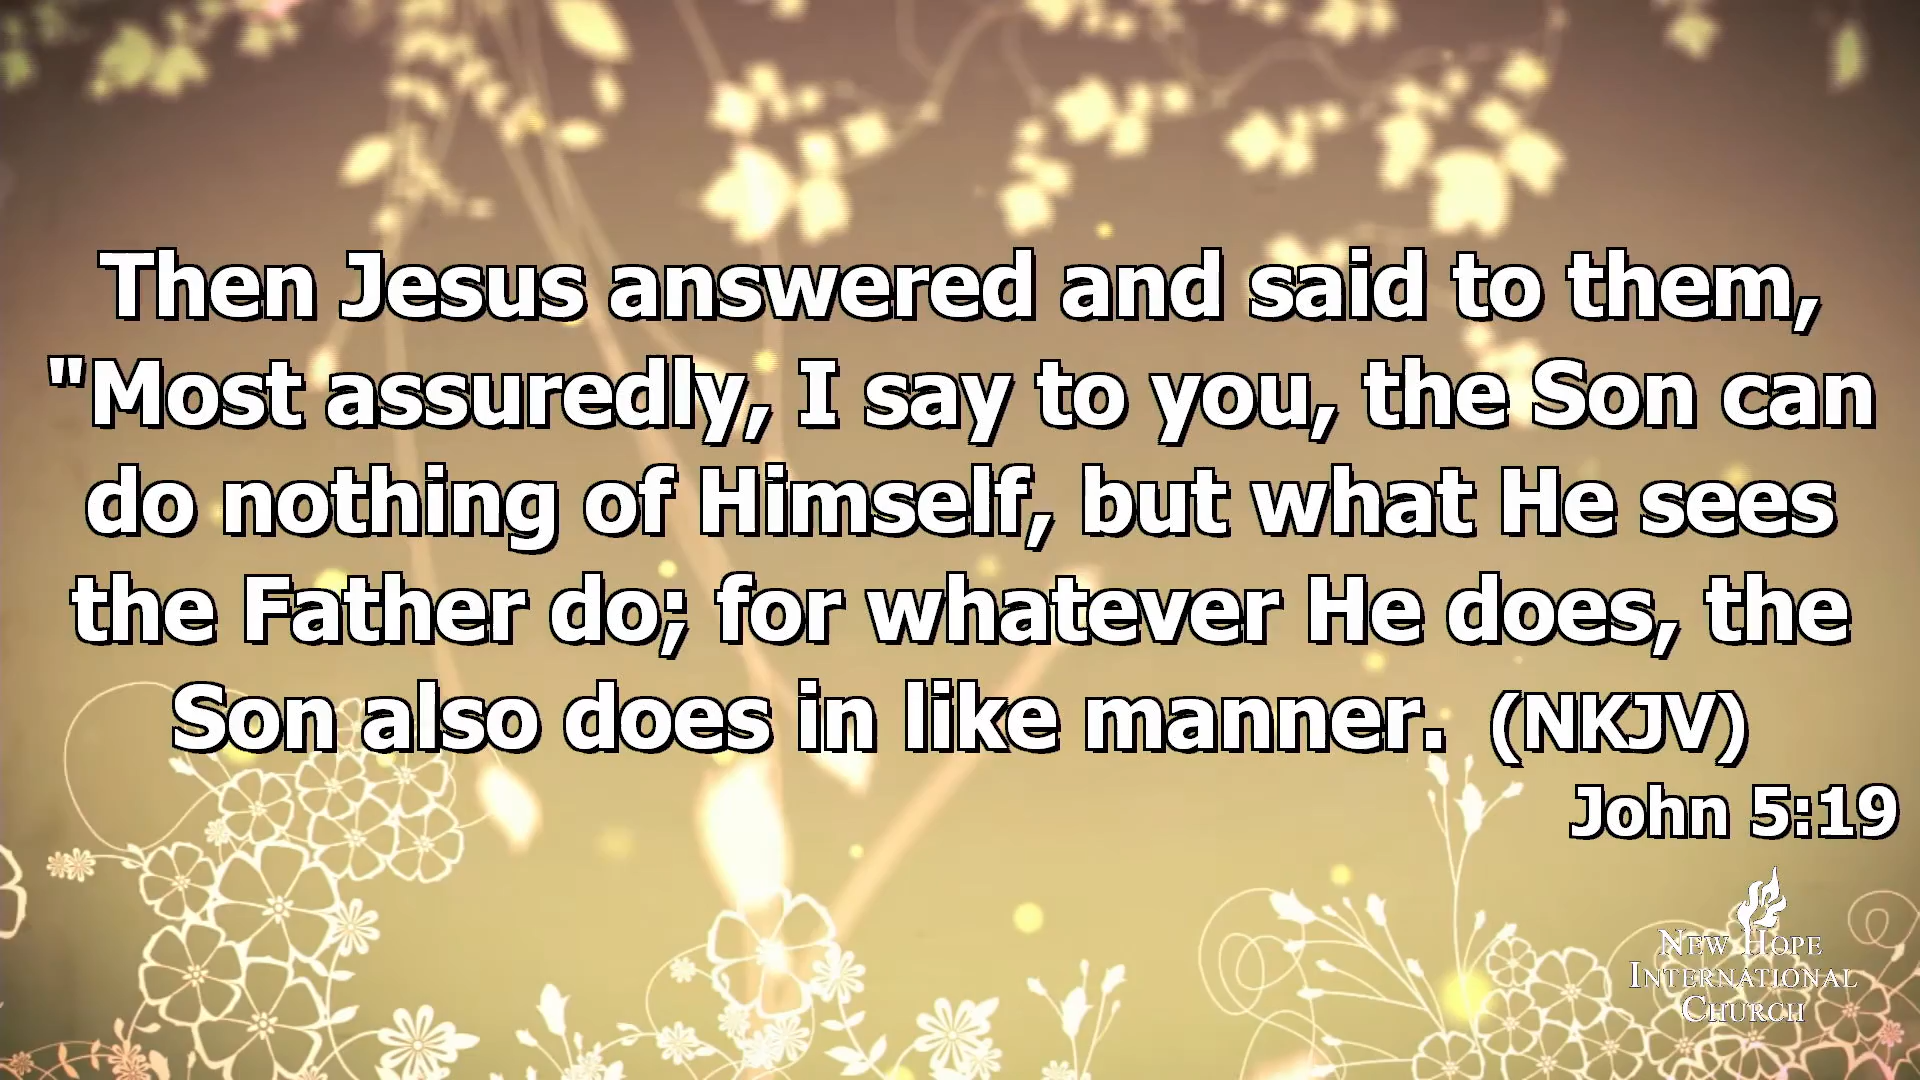 Then Jesus answered and said to them,
"Most assuredly, I say to you, the Son can
do nothing of Himself, but what He sees
the Father do; for whatever He does, the
Son also does in like manner. (NKJV)
John 5:19
New Hope
International
Church